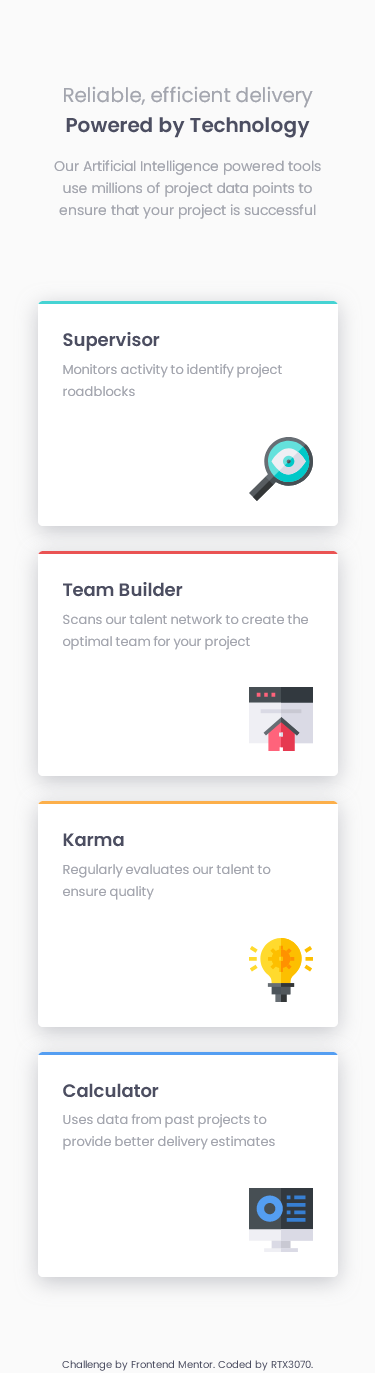 Reliable, efficient delivery
Powered by Technology
Our Artificial Intelligence powered tools
use millions of project data points to
ensure that your project is successful
Supervisor
Monitors activity to identify project
roadblocks
Team Builder
Scans our talent network to create the
optimal team for your project
Karma
Regularly evaluates our talent to
ensure quality
Calculator
Uses data from past projects to
provide better delivery estimates
Challenge by Frontend Mentor. Coded by RTX3070.